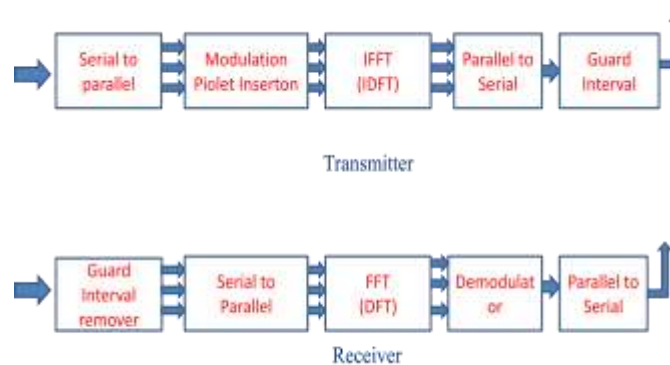 Serial to
parallel
Modulation
Piolet Inserton
IFFT
(IDFT)
Parallel to
Serial
Guard
Interval
Transmitter
Guard
Interval
remover
Serial to
Parallel
FFT
(DFT)
Demodulat
or
Parallel to
Serial
Receiver